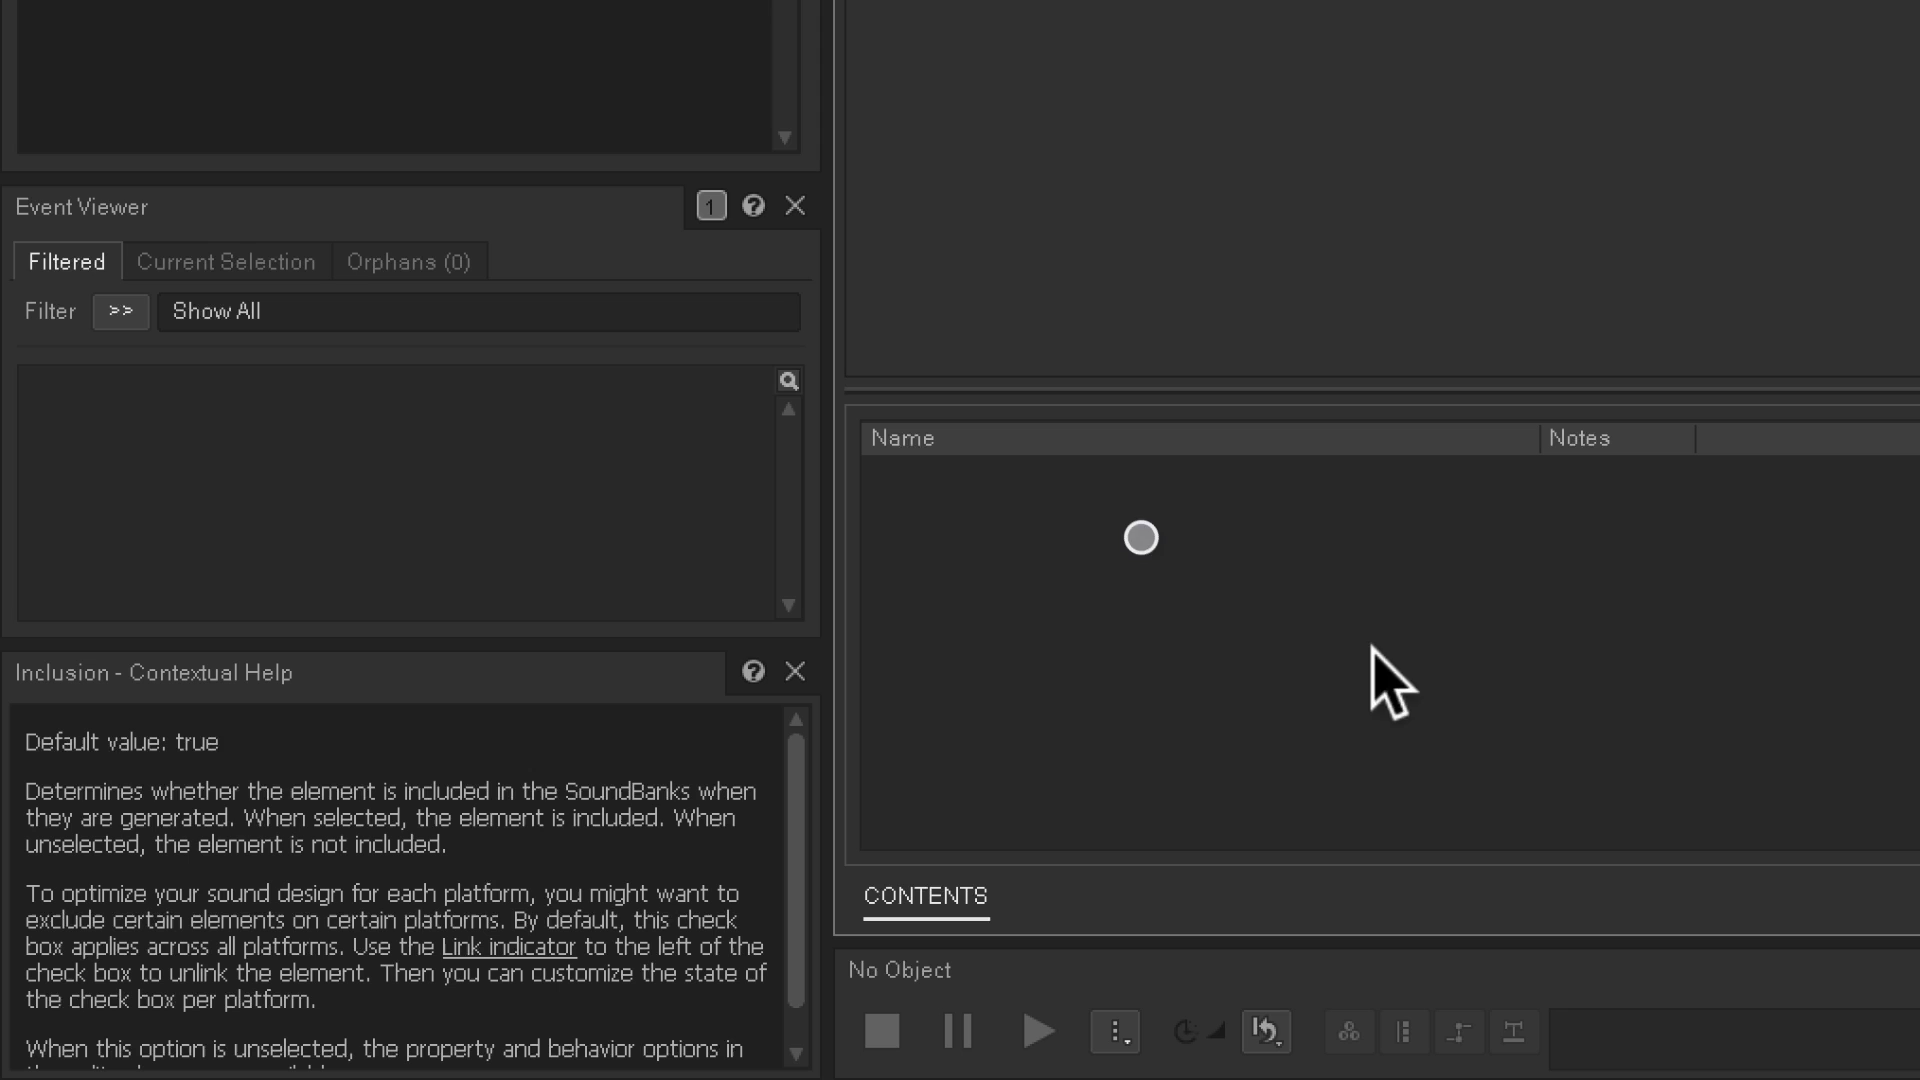 Event Viewer
1
Filtered
Current Selection
Orphans (0)
Filter
>>
Show All
Name
Notes
Inclusion - Contextual Help
Default value: true
Determines whether the element is included in the SoundBanks when
they are generated. When selected, the element is included. When
unselected, the element is not included.
To optimize your sound design for each platform, you might want to
exclude certain elements on certain platforms. By default, this check
box applies across all platforms. Use the Link indicator to the left of the
check box to unlink the element. Then you can customize the state of
the check box per platform.
When this option is unselected, the property and behavior options in
CONTENTS
No Object